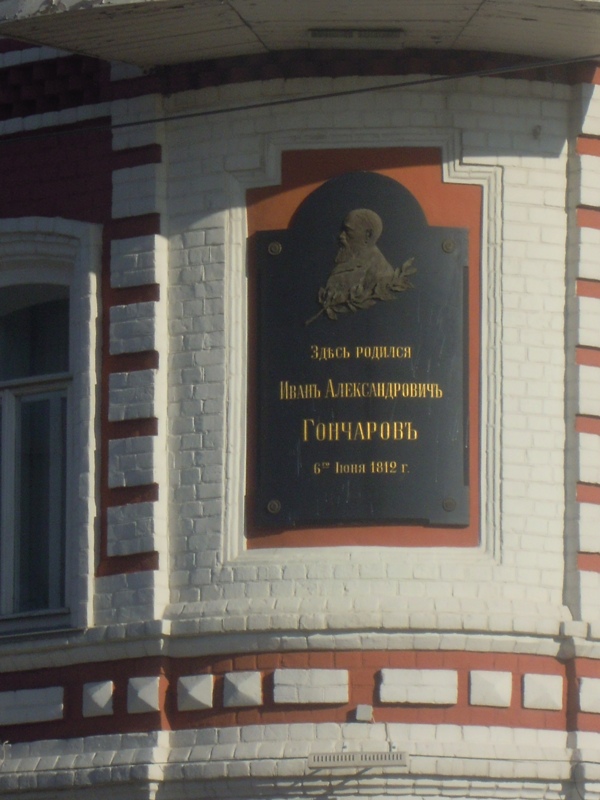 Здѣсь родился
Иванъ Александровичъ
Гончаровъ
6го Iюня 1812 г.